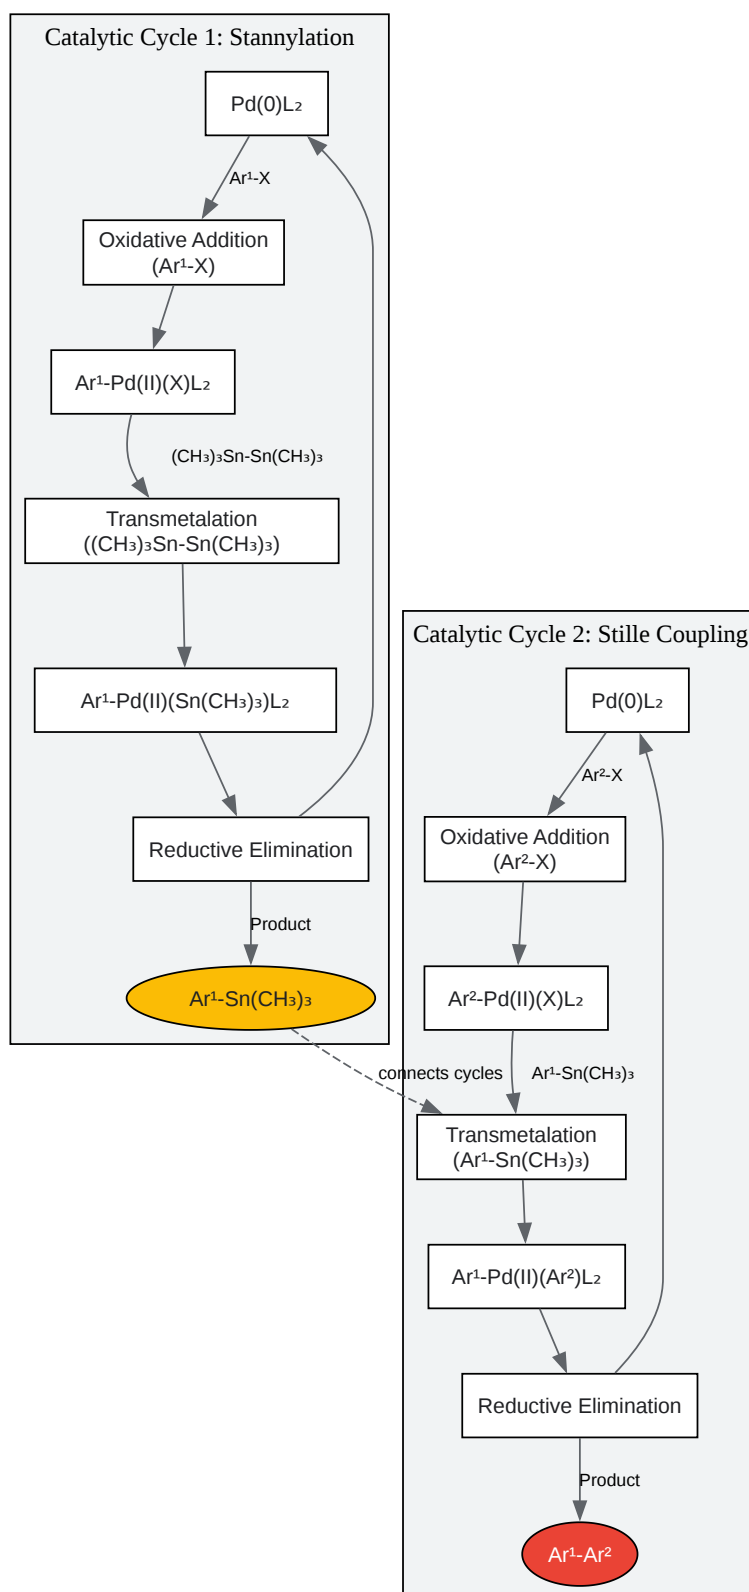 Catalytic Cycle 1: Stannylation
Pd(0)L₂
Ar¹-X
Oxidative Addition
(Ar¹-X)
Ar¹-Pd(II)(X)L₂
(CH₃)₃Sn-Sn(CH₃)₃
Transmetalation
((CH₃)₃Sn-Sn(CH₃)₃)
Ar¹-Pd(II)(Sn(CH₃)₃)L₂
Reductive Elimination
Product
Ar¹-Sn(CH₃)₃
connects cycles
Catalytic Cycle 2: Stille Coupling
Pd(0)L₂
Ar²-X
Oxidative Addition
(Ar²-X)
Ar²-Pd(II)(X)L₂
Ar¹-Sn(CH₃)₃
Transmetalation
(Ar¹-Sn(CH₃)₃)
Ar¹-Pd(II)(Ar²)L₂
Reductive Elimination
Product
Ar¹-Ar²